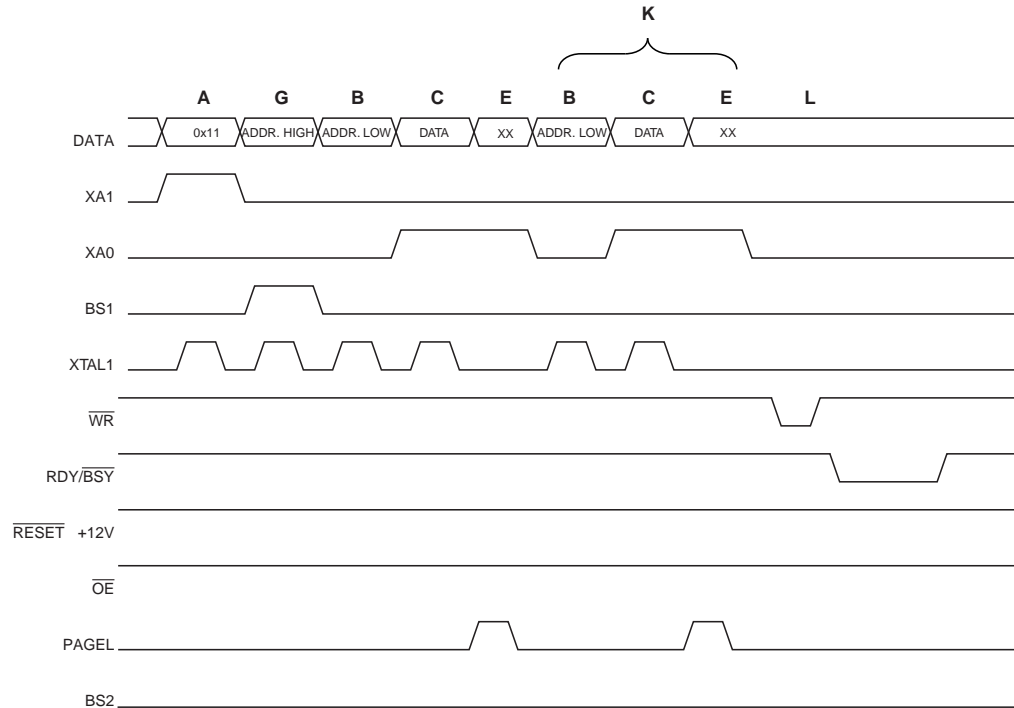 K
A G B C E B C E L
DATA 0x11 ADDR. HIGH ADDR. LOW DATA XX ADDR. LOW DATA XX
XA1
XA0
BS1
XTAL1
WR
RDY/BSY
RESET +12V
OE
PAGEL
BS2